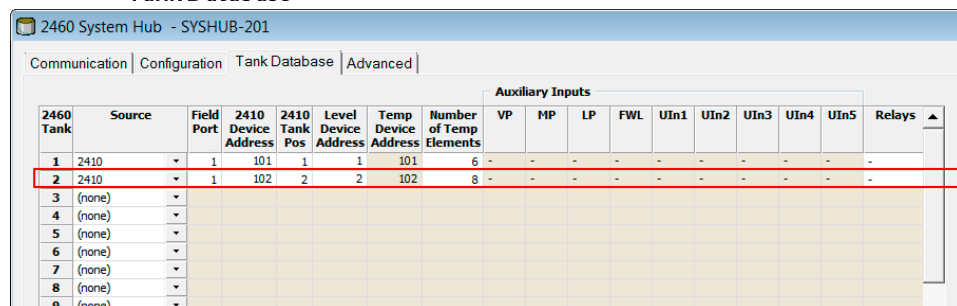 2460 System Hub - SYSHUB-201
Communication Configuration Tank Database Advanced
Auxiliary Inputs
2460 Tank Source Field Port 2410 Device Address 2410 Tank Pos Level Device Address Temp Device Address Number of Temp Elements VP MP LP FWL UIn1 UIn2 UIn3 UIn4 UIn5 Relays
1 2410 1 101 1 1 101 6 - - - - - - - - - -
2 2410 1 102 2 2 102 8 - - - - - - - - - -
3 (none)
4 (none)
5 (none)
6 (none)
7 (none)
8 (none)
9 (none)